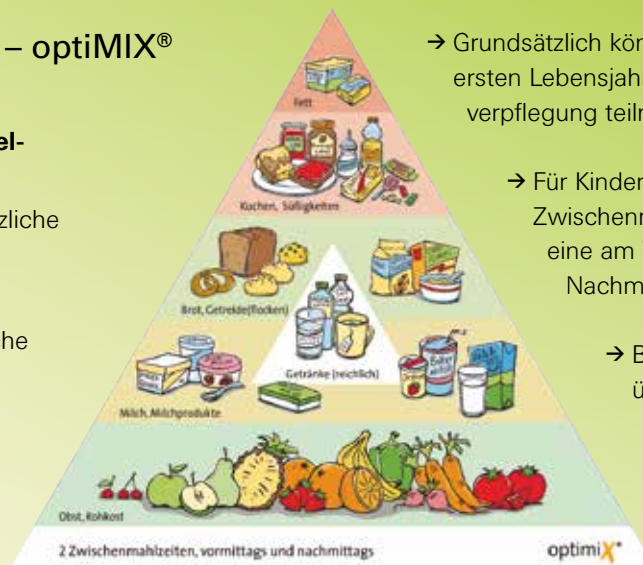 – optiMIX®
el-
zliche
che
Fett
Kuchen, Süßigkeiten
Brot, Getreide(flocken)
Getränke (reichlich)
Milch, Milchprodukte
Obst, Rohkost
2 Zwischenmahlzeiten, vormittags und nachmittags
optimiX
→ Grundsätzlich kön
ersten Lebensjah
verpflegung teiln
→ Für Kinder
Zwischenm
eine am
Nachm
→ B
ü